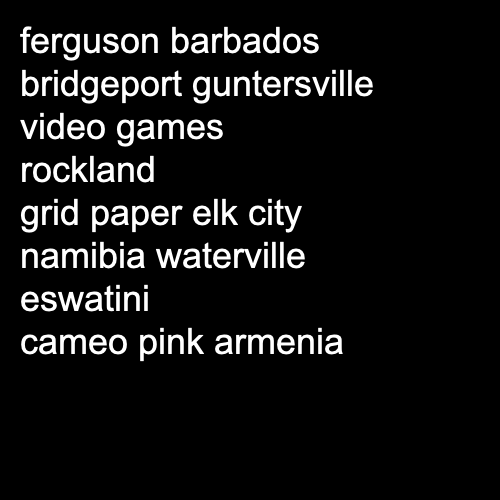 ferguson barbados
bridgeport guntersville
video games
rockland
grid paper elk city
namibia waterville
eswatini
cameo pink armenia